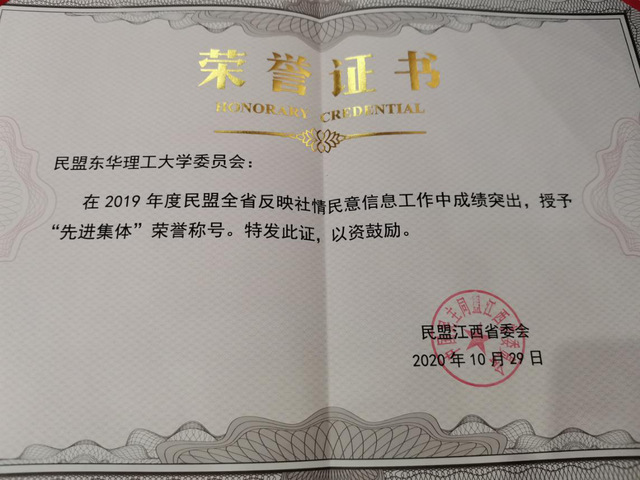 荣誉证书
HONORARY CREDENTIAL
民盟东华理工大学委员会：
在2019年度民盟全省反映社情民意信息工作中成绩突出，授予
“先进集体”荣誉称号。特发此证，以资鼓励。
民盟江西省委会
2020年10月29日